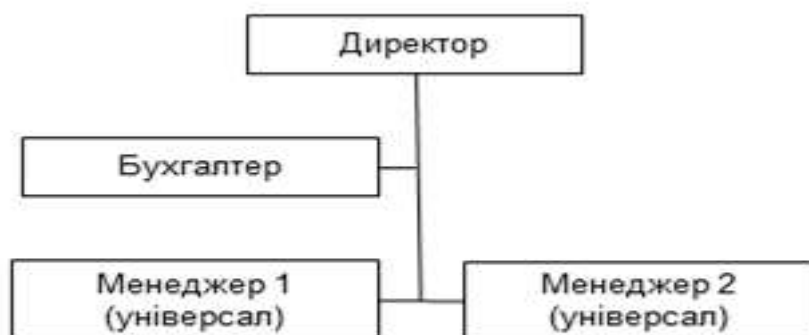 Директор
Бухгалтер
Менеджер 1
(універсал)
Менеджер 2
(універсал)